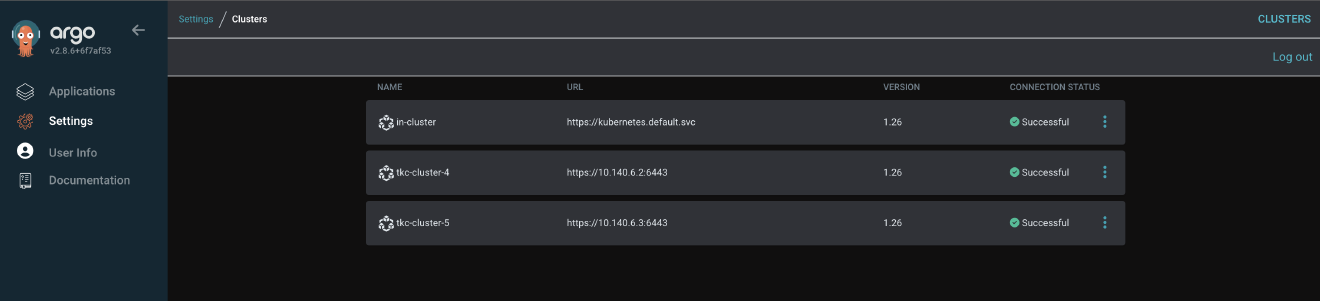 argo
v2.8.6+6f7af53
Applications
Settings
User Info
Documentation
Settings / Clusters
CLUSTERS
Log out
NAME URL VERSION CONNECTION STATUS
in-cluster https://kubernetes.default.svc 1.26 Successful
tkc-cluster-4 https://10.140.6.2:6443 1.26 Successful
tkc-cluster-5 https://10.140.6.3:6443 1.26 Successful